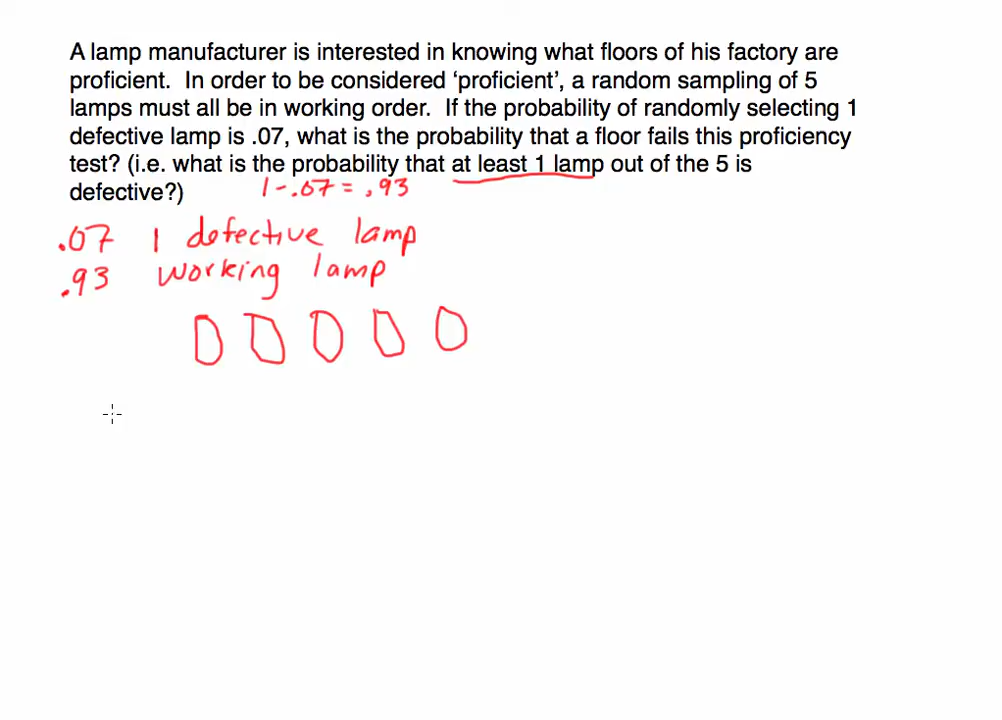 A lamp manufacturer is interested in knowing what floors of his factory are
proficient. In order to be considered ‘proficient’, a random sampling of 5
lamps must all be in working order. If the probability of randomly selecting 1
defective lamp is .07, what is the probability that a floor fails this proficiency
test? (i.e. what is the probability that at least 1 lamp out of the 5 is
defective?)
1-.07 = .93
.07 1 defective lamp
.93 working lamp